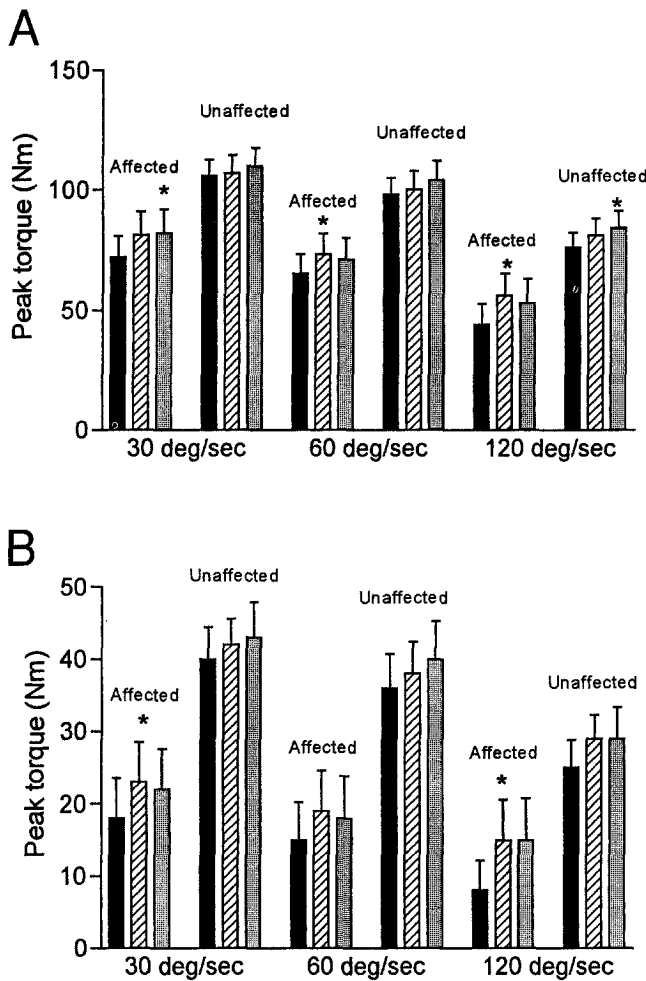 A
150
100
50
0
Peak torque (Nm)
Affected
*
Unaffected
Affected
*
Unaffected
Affected
*
Unaffected
*
30 deg/sec 60 deg/sec 120 deg/sec
B
50
40
30
20
10
0
Peak torque (Nm)
Affected
*
Unaffected
Affected
Unaffected
Affected
*
Unaffected
30 deg/sec 60 deg/sec 120 deg/sec